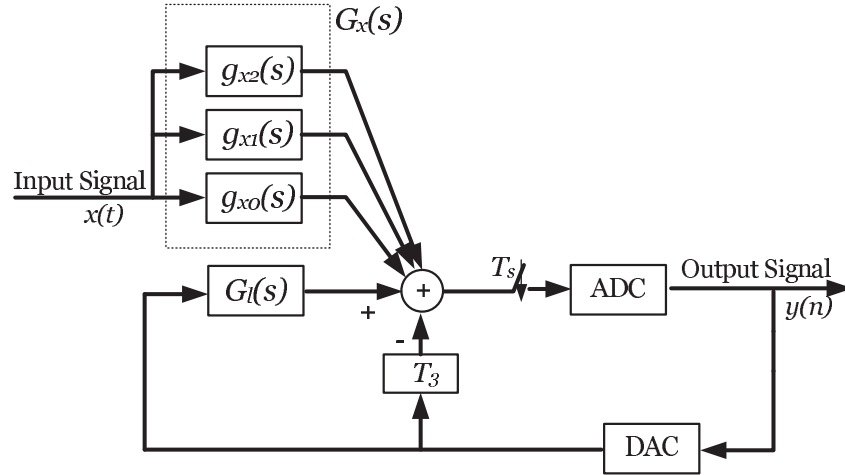 Gx(s)
gx2(s)
gx1(s)
Input Signal
x(t)
gx0(s)
Gl(s)
+
+
-
T3
Ts
ADC
Output Signal
y(n)
DAC